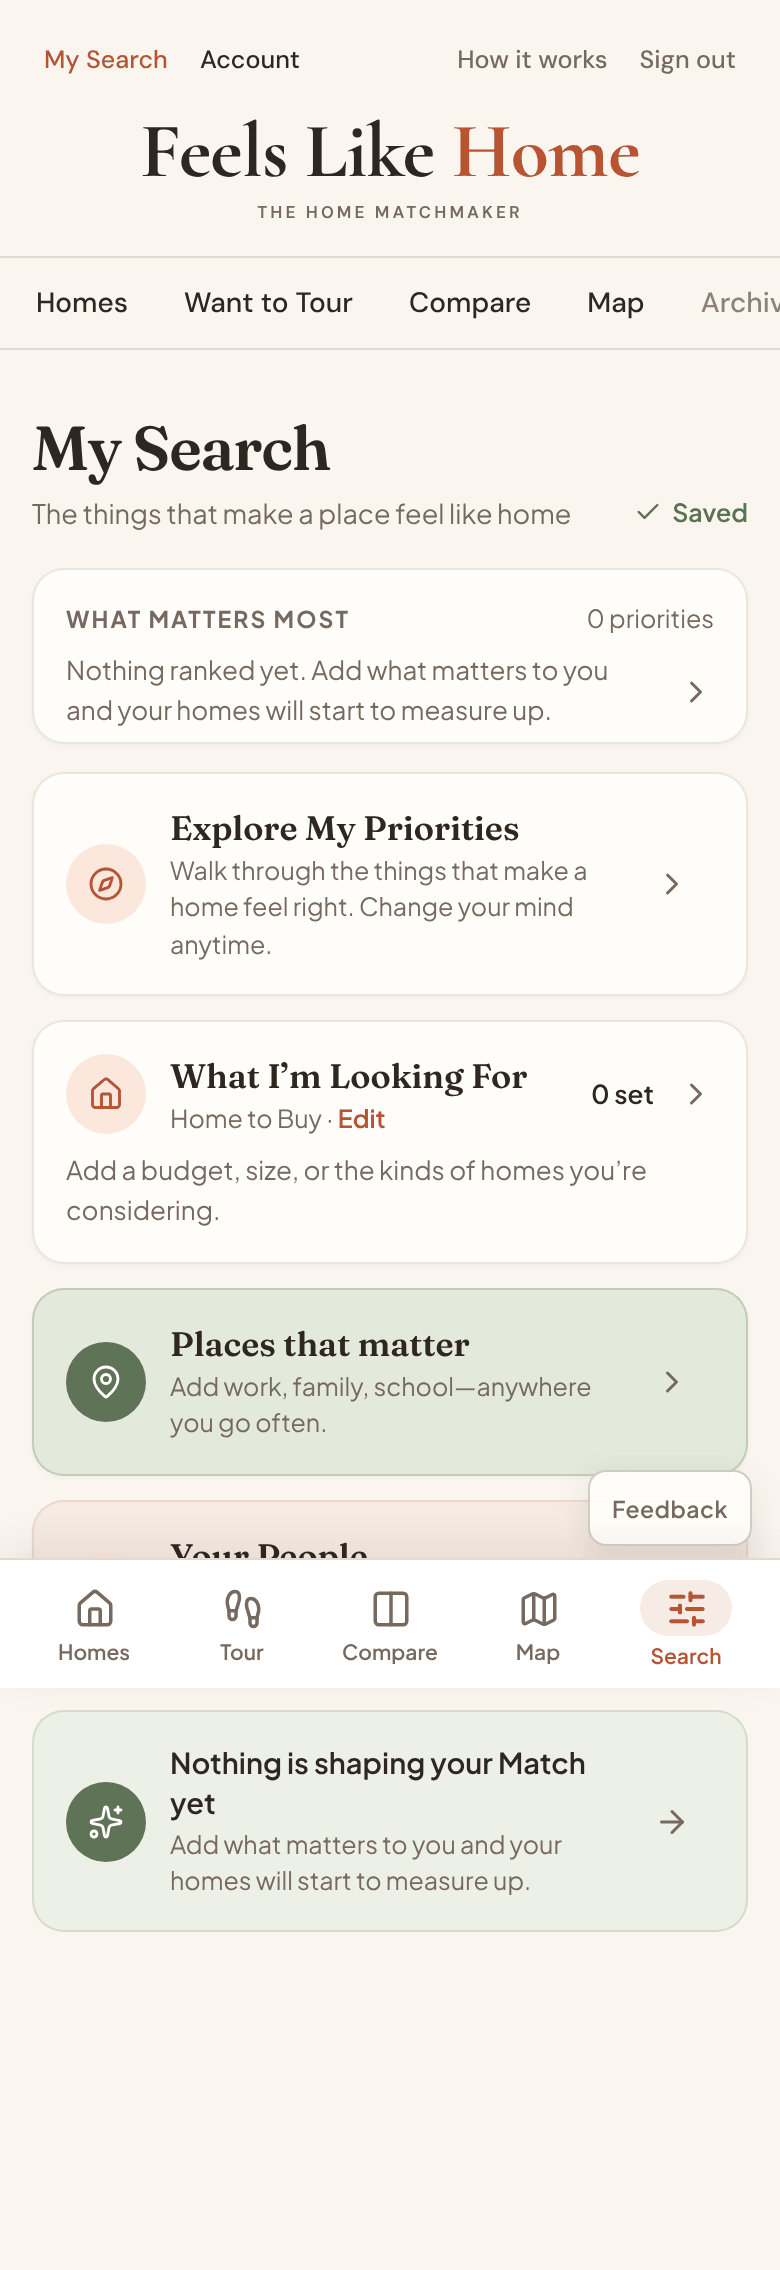 My Search Account How it works Sign out
Feels Like Home
THE HOME MATCHMAKER
Homes Want to Tour Compare Map Archiv
My Search
The things that make a place feel like home Saved
WHAT MATTERS MOST 0 priorities
Nothing ranked yet. Add what matters to you
and your homes will start to measure up.
Explore My Priorities
Walk through the things that make a
home feel right. Change your mind
anytime.
What I’m Looking For 0 set
Home to Buy · Edit
Add a budget, size, or the kinds of homes you’re
considering.
Places that matter
Add work, family, school—anywhere
you go often.
Feedback
Your People
Homes Tour Compare Map Search
Nothing is shaping your Match
yet
Add what matters to you and your
homes will start to measure up.